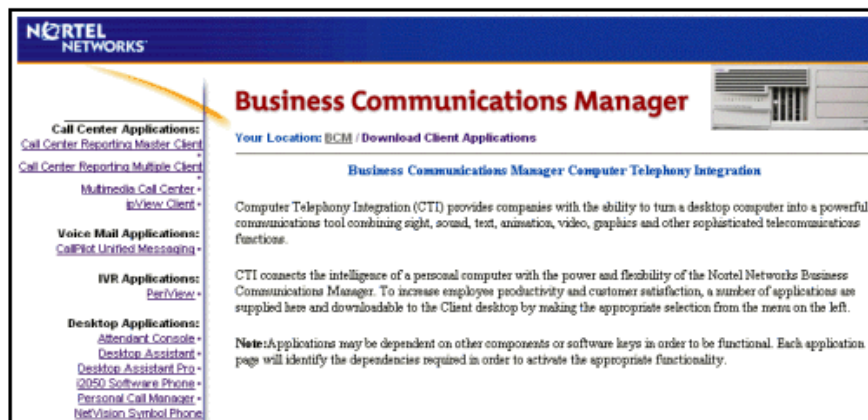 NORTEL
NETWORKS
Business Communications Manager
Your Location: BCM / Download Client Applications
Call Center Applications:
Call Center Reporting Master Client
Call Center Reporting Multiple Client
Multimedia Call Center
ipView Client
Voice Mail Applications:
CallPilot Unified Messaging
IVR Applications:
PeriView
Desktop Applications:
Attendant Console
Desktop Assistant
Desktop Assistant Pro
i2050 Software Phone
Personal Call Manager
NetVision Symbol Phone
Business Communications Manager Computer Telephony Integration
Computer Telephony Integration (CTI) provides companies with the ability to turn a desktop computer into a powerful
communications tool combining sight, sound, text, animation, video, graphics and other sophisticated telecommunications
functions.
CTI connects the intelligence of a personal computer with the power and flexibility of the Nortel Networks Business
Communications Manager. To increase employee productivity and customer satisfaction, a number of applications are
supplied here and downloadable to the Client desktop by making the appropriate selection from the menu on the left.
Note:Applications may be dependent on other components or software keys in order to be functional. Each application
page will identify the dependencies required in order to activate the appropriate functionality.